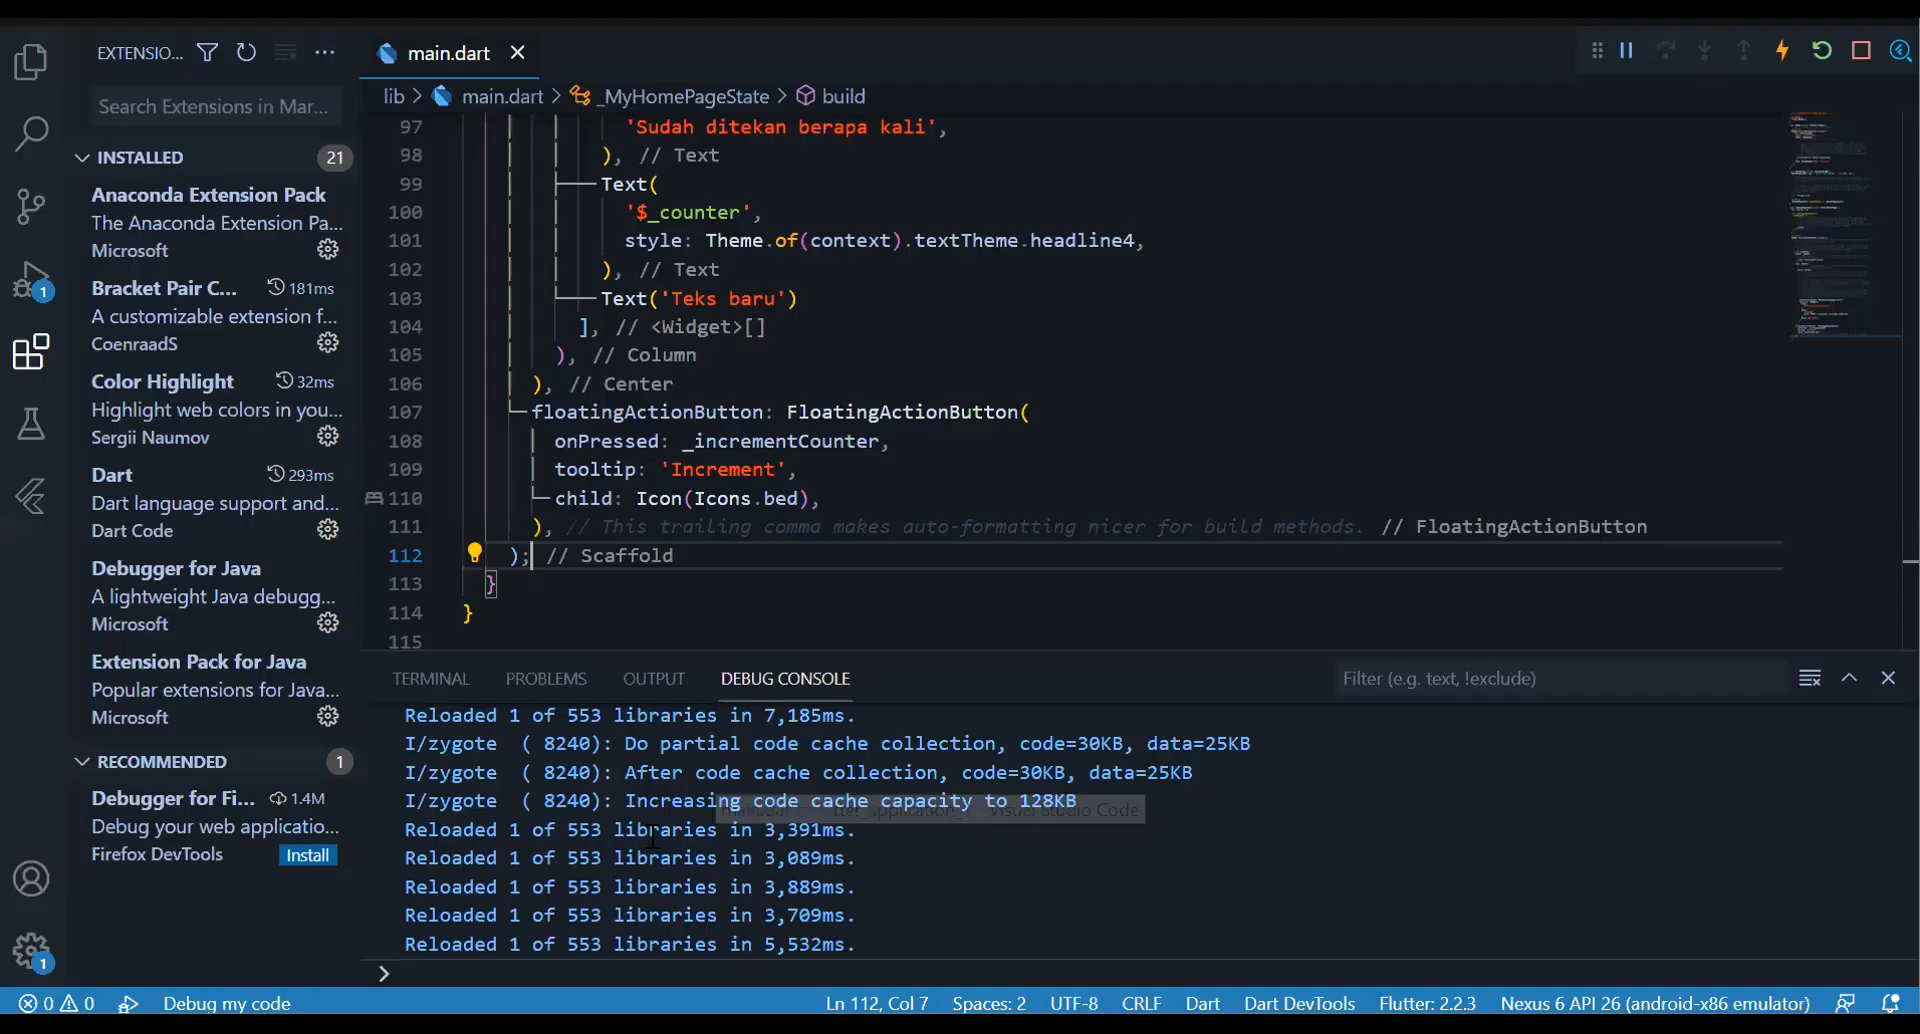 EXTENSIO...
main.dart
Search Extensions in Mar...
lib > main.dart > _MyHomePageState > build
INSTALLED 21
Anaconda Extension Pack
The Anaconda Extension Pa...
Microsoft
Bracket Pair C... 181ms
A customizable extension f...
CoenraadS
Color Highlight 32ms
Highlight web colors in you...
Sergii Naumov
Dart 293ms
Dart language support and...
Dart Code
Debugger for Java
A lightweight Java debugg...
Microsoft
Extension Pack for Java
Popular extensions for Java...
Microsoft
RECOMMENDED 1
Debugger for Fi... 1.4M
Debug your web applicatio...
Firefox DevTools Install
1
1
97 'Sudah ditekan berapa kali',
98 ), // Text
99 Text(
100 '$_counter',
101 style: Theme.of(context).textTheme.headline4,
102 ), // Text
103 Text('Teks baru')
104 ], // <Widget>[]
105 ), // Column
106 ), // Center
107 floatingActionButton: FloatingActionButton(
108 onPressed: _incrementCounter,
109 tooltip: 'Increment',
110 child: Icon(Icons.bed),
111 ), // This trailing comma makes auto-formatting nicer for build methods. // FloatingActionButton
112 ); // Scaffold
113 }
114 }
115
TERMINAL PROBLEMS OUTPUT DEBUG CONSOLE Filter (e.g. text, !exclude)
Reloaded 1 of 553 libraries in 7,185ms.
I/zygote ( 8240): Do partial code cache collection, code=30KB, data=25KB
I/zygote ( 8240): After code cache collection, code=30KB, data=25KB
I/zygote ( 8240): Increasing code cache capacity to 128KB
Visual Studio Code
Reloaded 1 of 553 libraries in 3,391ms.
Reloaded 1 of 553 libraries in 3,089ms.
Reloaded 1 of 553 libraries in 3,889ms.
Reloaded 1 of 553 libraries in 3,709ms.
Reloaded 1 of 553 libraries in 5,532ms.
>
0 0 Debug my code Ln 112, Col 7 Spaces: 2 UTF-8 CRLF Dart Dart DevTools Flutter: 2.2.3 Nexus 6 API 26 (android-x86 emulator)